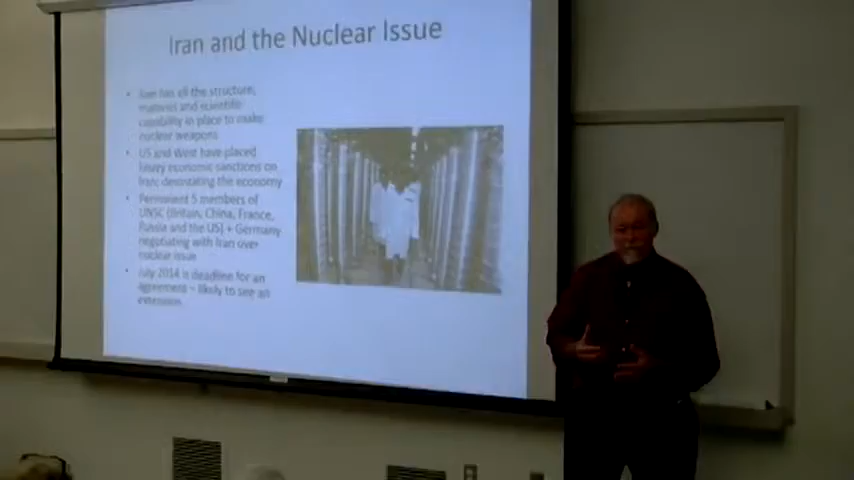 Iran and the Nuclear Issue
• Iran has all the structure,
materials and scientific
capability in place to make
nuclear weapons
• US and West have placed
heavy economic sanctions on
Iran; devastating the economy
• Permanent 5 members of
UNSC (Britain, China, France,
Russia and the US) + Germany
negotiating with Iran over
nuclear issue
• July 2014 is deadline for an
agreement – likely to see an
extension